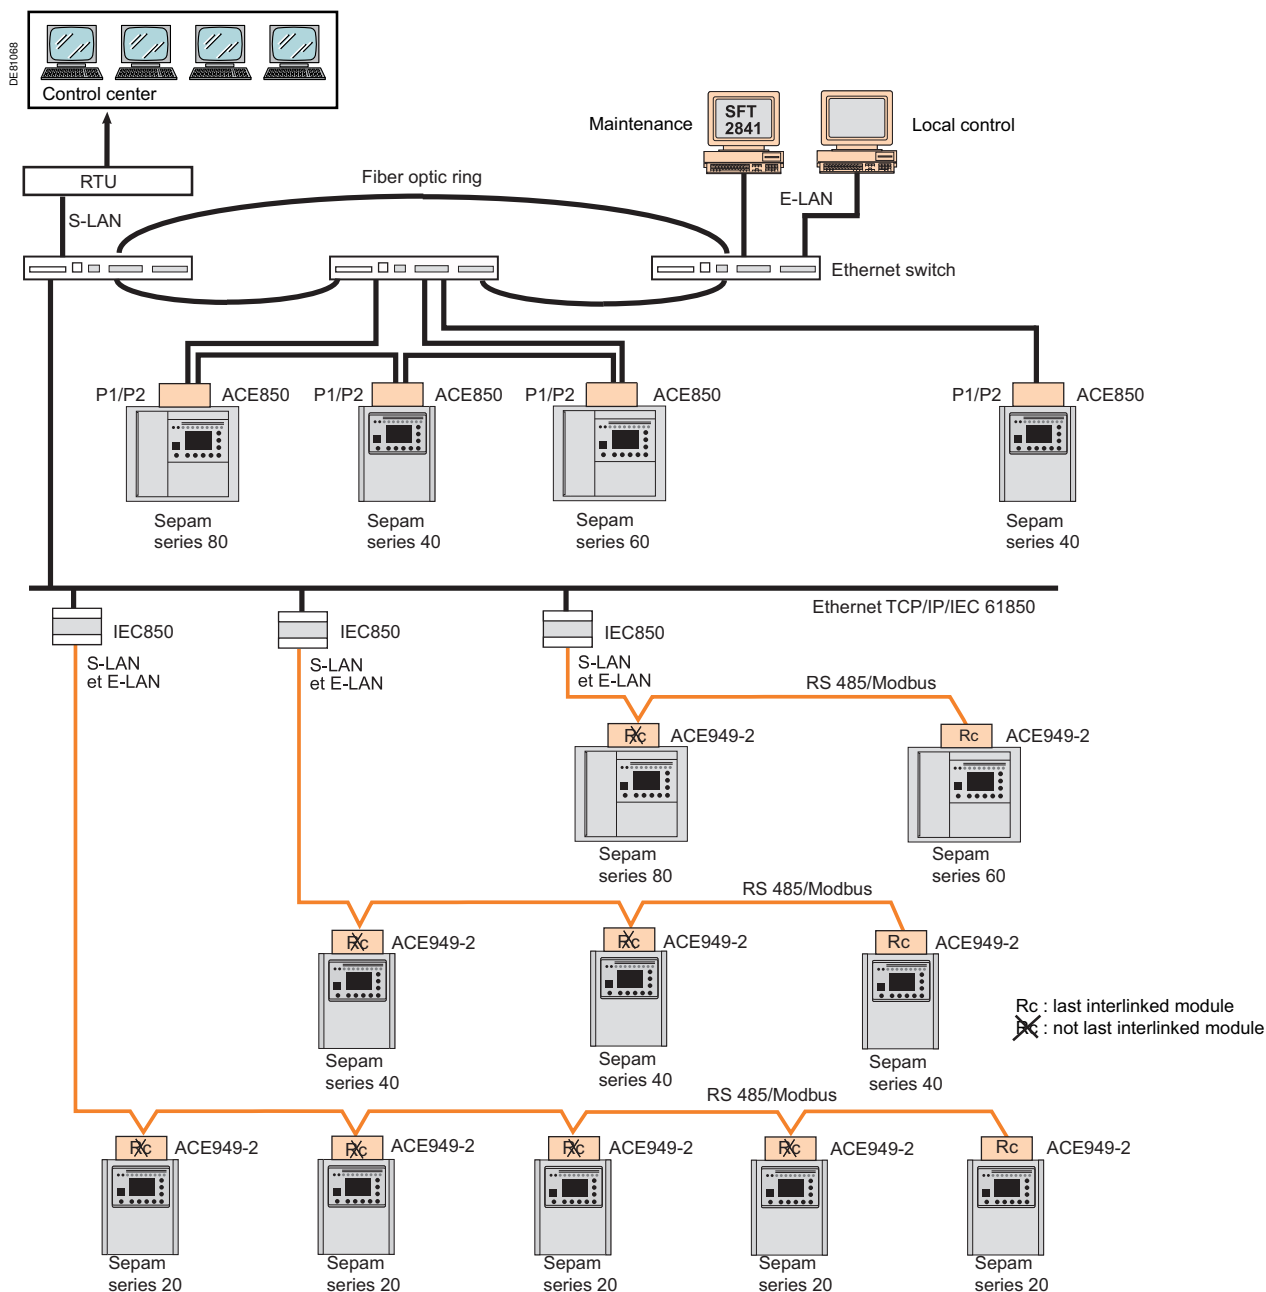 DE81068
Control center
SFT
2841
Maintenance
Local control
RTU
Fiber optic ring
S-LAN
E-LAN
Ethernet switch
P1/P2
ACE850
P1/P2
ACE850
P1/P2
ACE850
P1/P2
ACE850
Sepam
series 80
Sepam
series 40
Sepam
series 60
Sepam
series 40
Ethernet TCP/IP/IEC 61850
IEC850
IEC850
IEC850
S-LAN
et E-LAN
S-LAN
et E-LAN
S-LAN
et E-LAN
RS 485/Modbus
Rc
ACE949-2
Rc
ACE949-2
Sepam
series 80
Sepam
series 60
RS 485/Modbus
Rc
ACE949-2
Rc
ACE949-2
Rc
ACE949-2
Sepam
series 40
Sepam
series 40
Sepam
series 40
Rc : last interlinked module
Rc : not last interlinked module
RS 485/Modbus
Rc
ACE949-2
Rc
ACE949-2
Rc
ACE949-2
Rc
ACE949-2
Rc
ACE949-2
Sepam
series 20
Sepam
series 20
Sepam
series 20
Sepam
series 20
Sepam
series 20